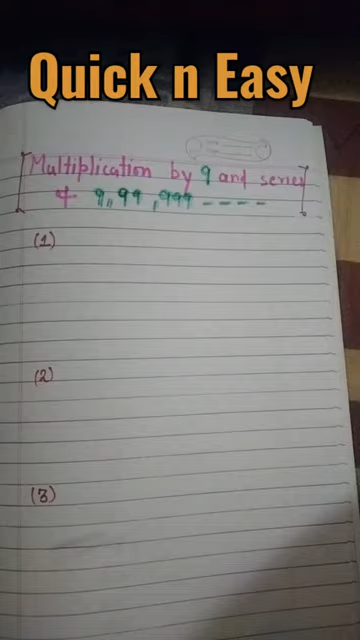 Quick n Easy
Multiplication by 9 and series
of 9,,99,999 ----
(1)
(2)
(3)